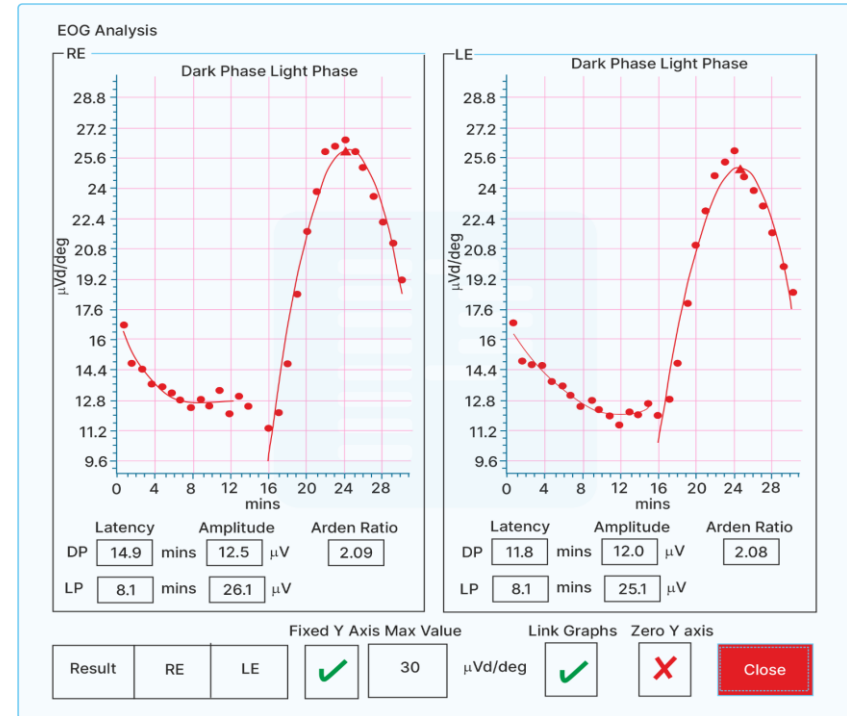 EOG Analysis
RE
Dark Phase Light Phase
28.8
27.2
25.6
24
22.4
20.8
19.2
17.6
16
14.4
12.8
11.2
9.6
μVd/deg
0 4 8 12 16 20 24 28
mins
Latency Amplitude Arden Ratio
DP 14.9 mins 12.5 μV 2.09
LP 8.1 mins 26.1 μV
LE
Dark Phase Light Phase
28.8
27.2
25.6
24
22.4
20.8
19.2
17.6
16
14.4
12.8
11.2
9.6
μVd/deg
0 4 8 12 16 20 24 28
mins
Latency Amplitude Arden Ratio
DP 11.8 mins 12.0 μV 2.08
LP 8.1 mins 25.1 μV
Fixed Y Axis Max Value Link Graphs Zero Y axis
Result RE LE 30 μVd/deg Close